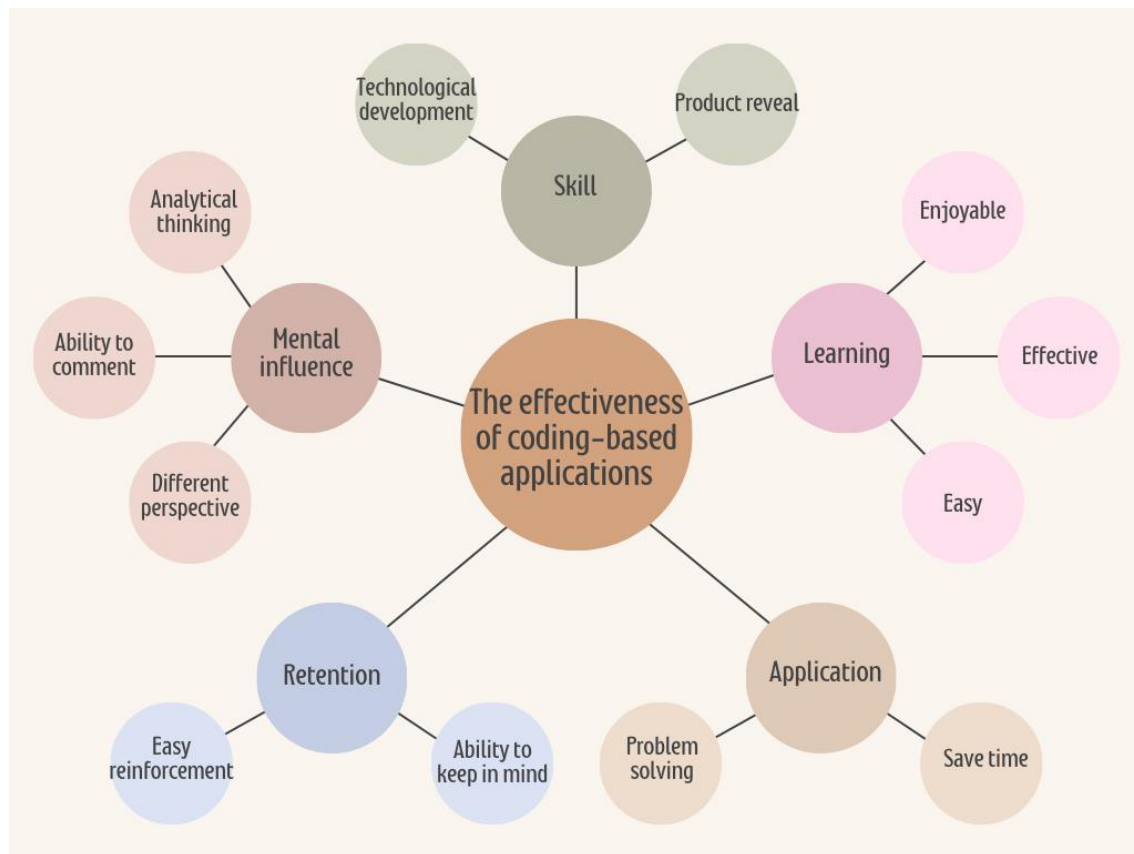 Technological
development
Product reveal
Skill
Analytical
thinking
Enjoyable
Ability to
comment
Mental
influence
Learning
Effective
The effectiveness
of coding-based
applications
Different
perspective
Easy
Retention
Application
Easy
reinforcement
Ability to
keep in mind
Problem
solving
Save time